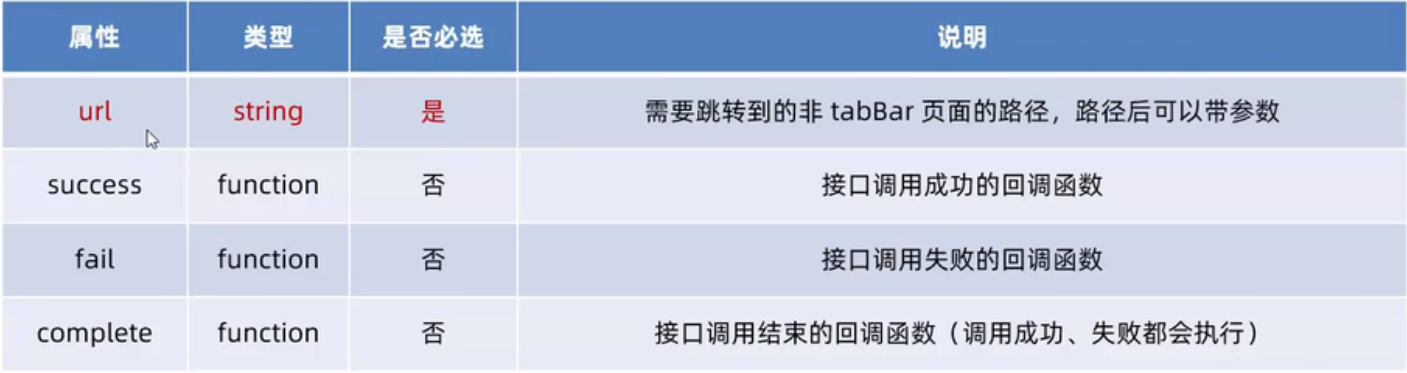 属性 类型 是否必选 说明
url string 是 需要跳转到的非 tabBar 页面的路径，路径后可以带参数
success function 否 接口调用成功的回调函数
fail function 否 接口调用失败的回调函数
complete function 否 接口调用结束的回调函数（调用成功、失败都会执行）